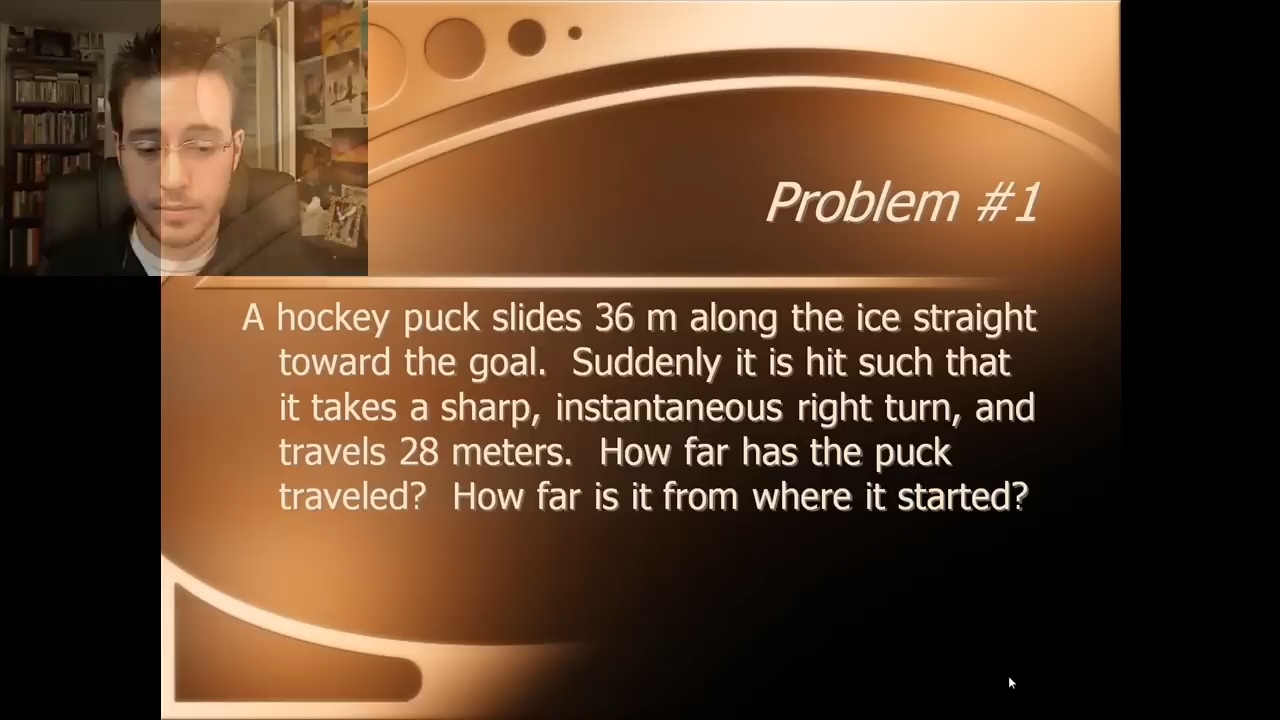 Problem #1
A hockey puck slides 36 m along the ice straight
toward the goal.  Suddenly it is hit such that
it takes a sharp, instantaneous right turn, and
travels 28 meters.  How far has the puck
traveled?  How far is it from where it started?